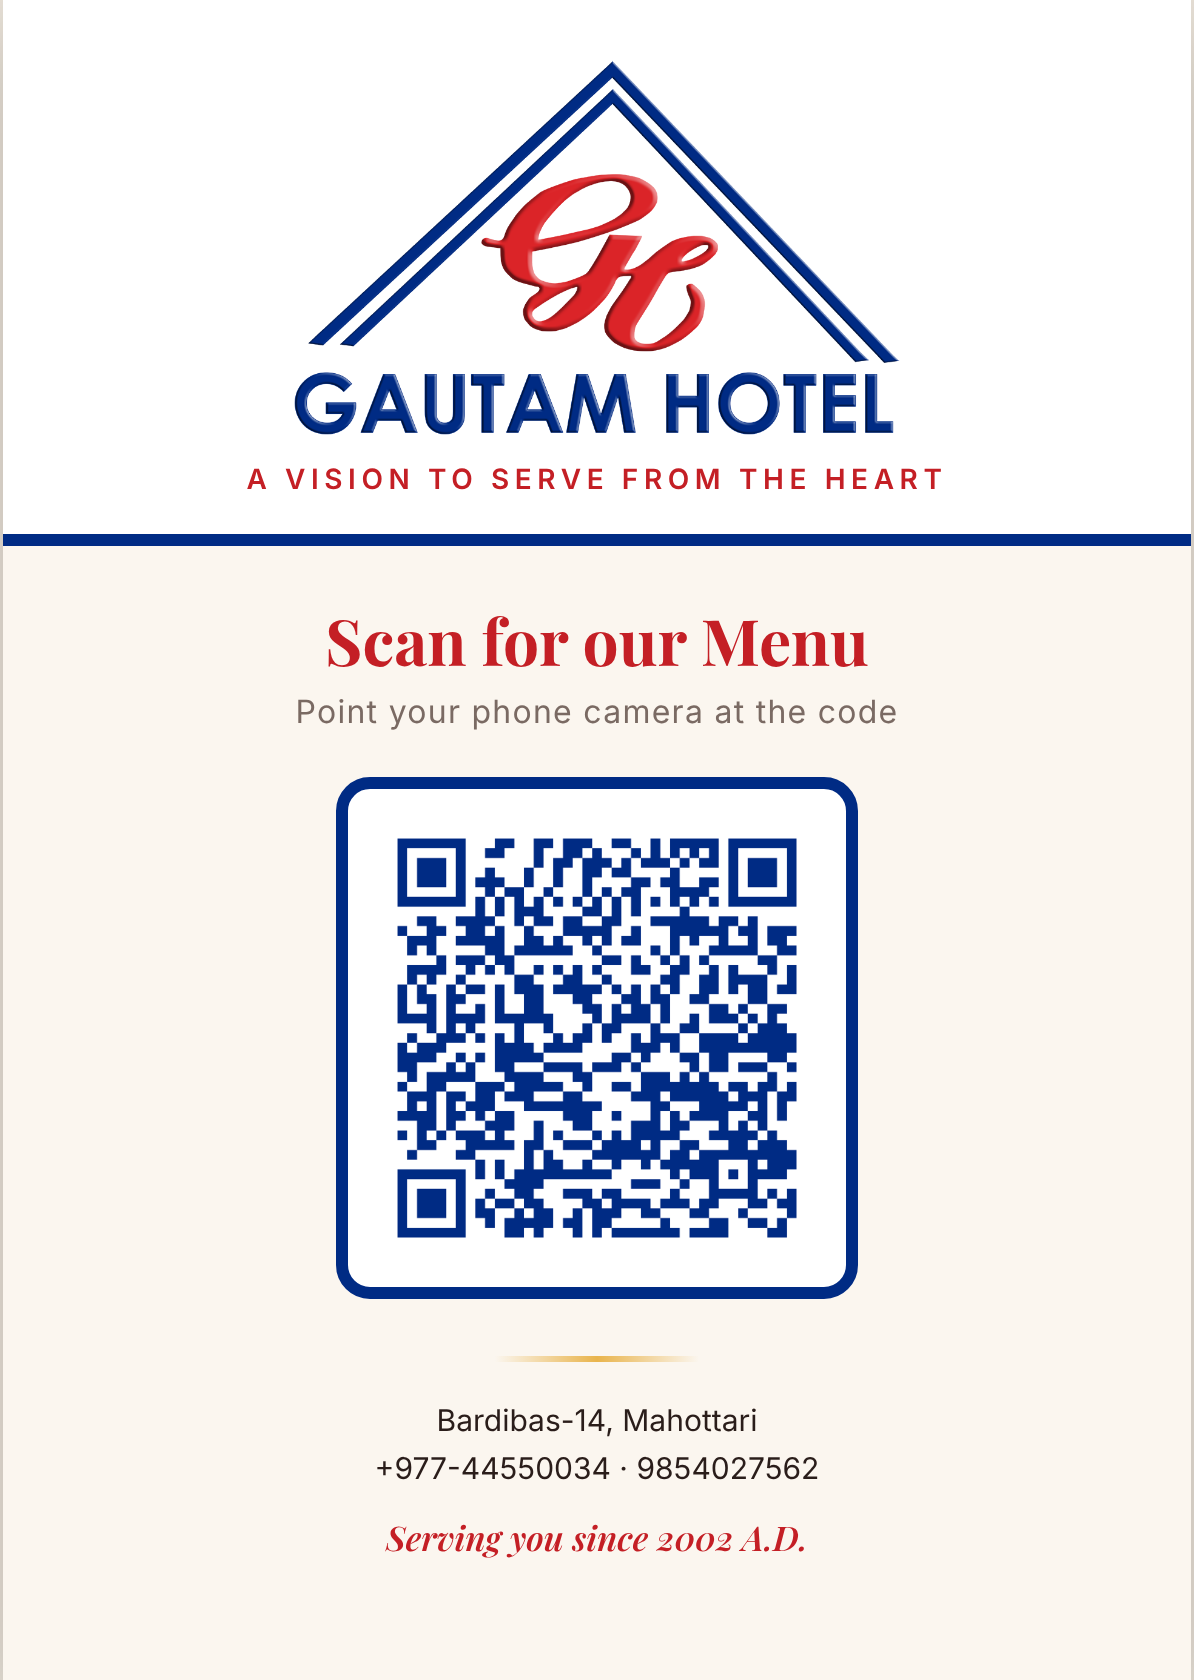 GH
GAUTAM HOTEL
A VISION TO SERVE FROM THE HEART
Scan for our Menu
Point your phone camera at the code
Bardibas-14, Mahottari
+977-44550034 · 9854027562
Serving you since 2002 A.D.